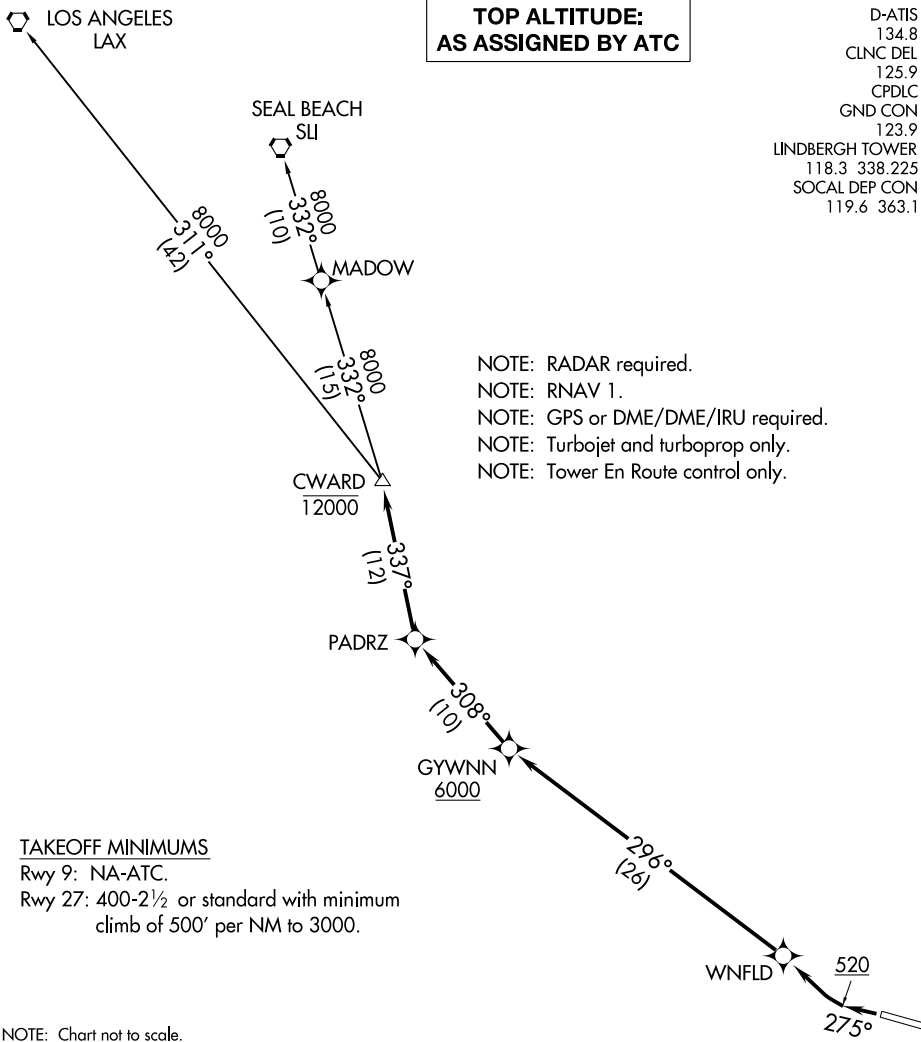 LOS ANGELES
LAX
TOP ALTITUDE:
AS ASSIGNED BY ATC
D-ATIS
134.8
CLNC DEL
125.9
CPDLC
GND CON
123.9
LINDBERGH TOWER
118.3 338.225
SOCAL DEP CON
119.6 363.1
SEAL BEACH
SLI
8000
332°
(10)
8000
311°
(42)
MADOW
8000
332°
(15)
NOTE: RADAR required.
NOTE: RNAV 1.
NOTE: GPS or DME/DME/IRU required.
NOTE: Turbojet and turboprop only.
NOTE: Tower En Route control only.
CWARD
12000
337°
(12)
PADRZ
308°
(10)
GYWNN
6000
296°
(26)
TAKEOFF MINIMUMS
Rwy 9: NA-ATC.
Rwy 27: 400-2½ or standard with minimum
climb of 500' per NM to 3000.
WNFLD
520
275°
NOTE: Chart not to scale.